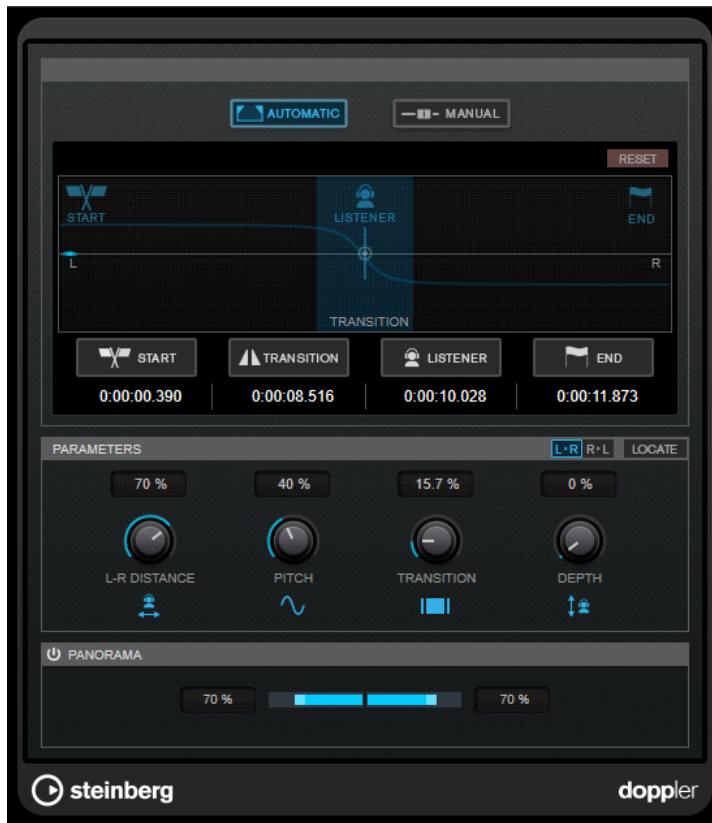 AUTOMATIC MANUAL
RESET
START LISTENER END
L R
TRANSITION
START TRANSITION LISTENER END
0:00:00.390 0:00:08.516 0:00:10.028 0:00:11.873
PARAMETERS L▸R R▸L LOCATE
70 % 40 % 15.7 % 0 %
L-R DISTANCE PITCH TRANSITION DEPTH
PANORAMA
70 % 70 %
steinberg doppler